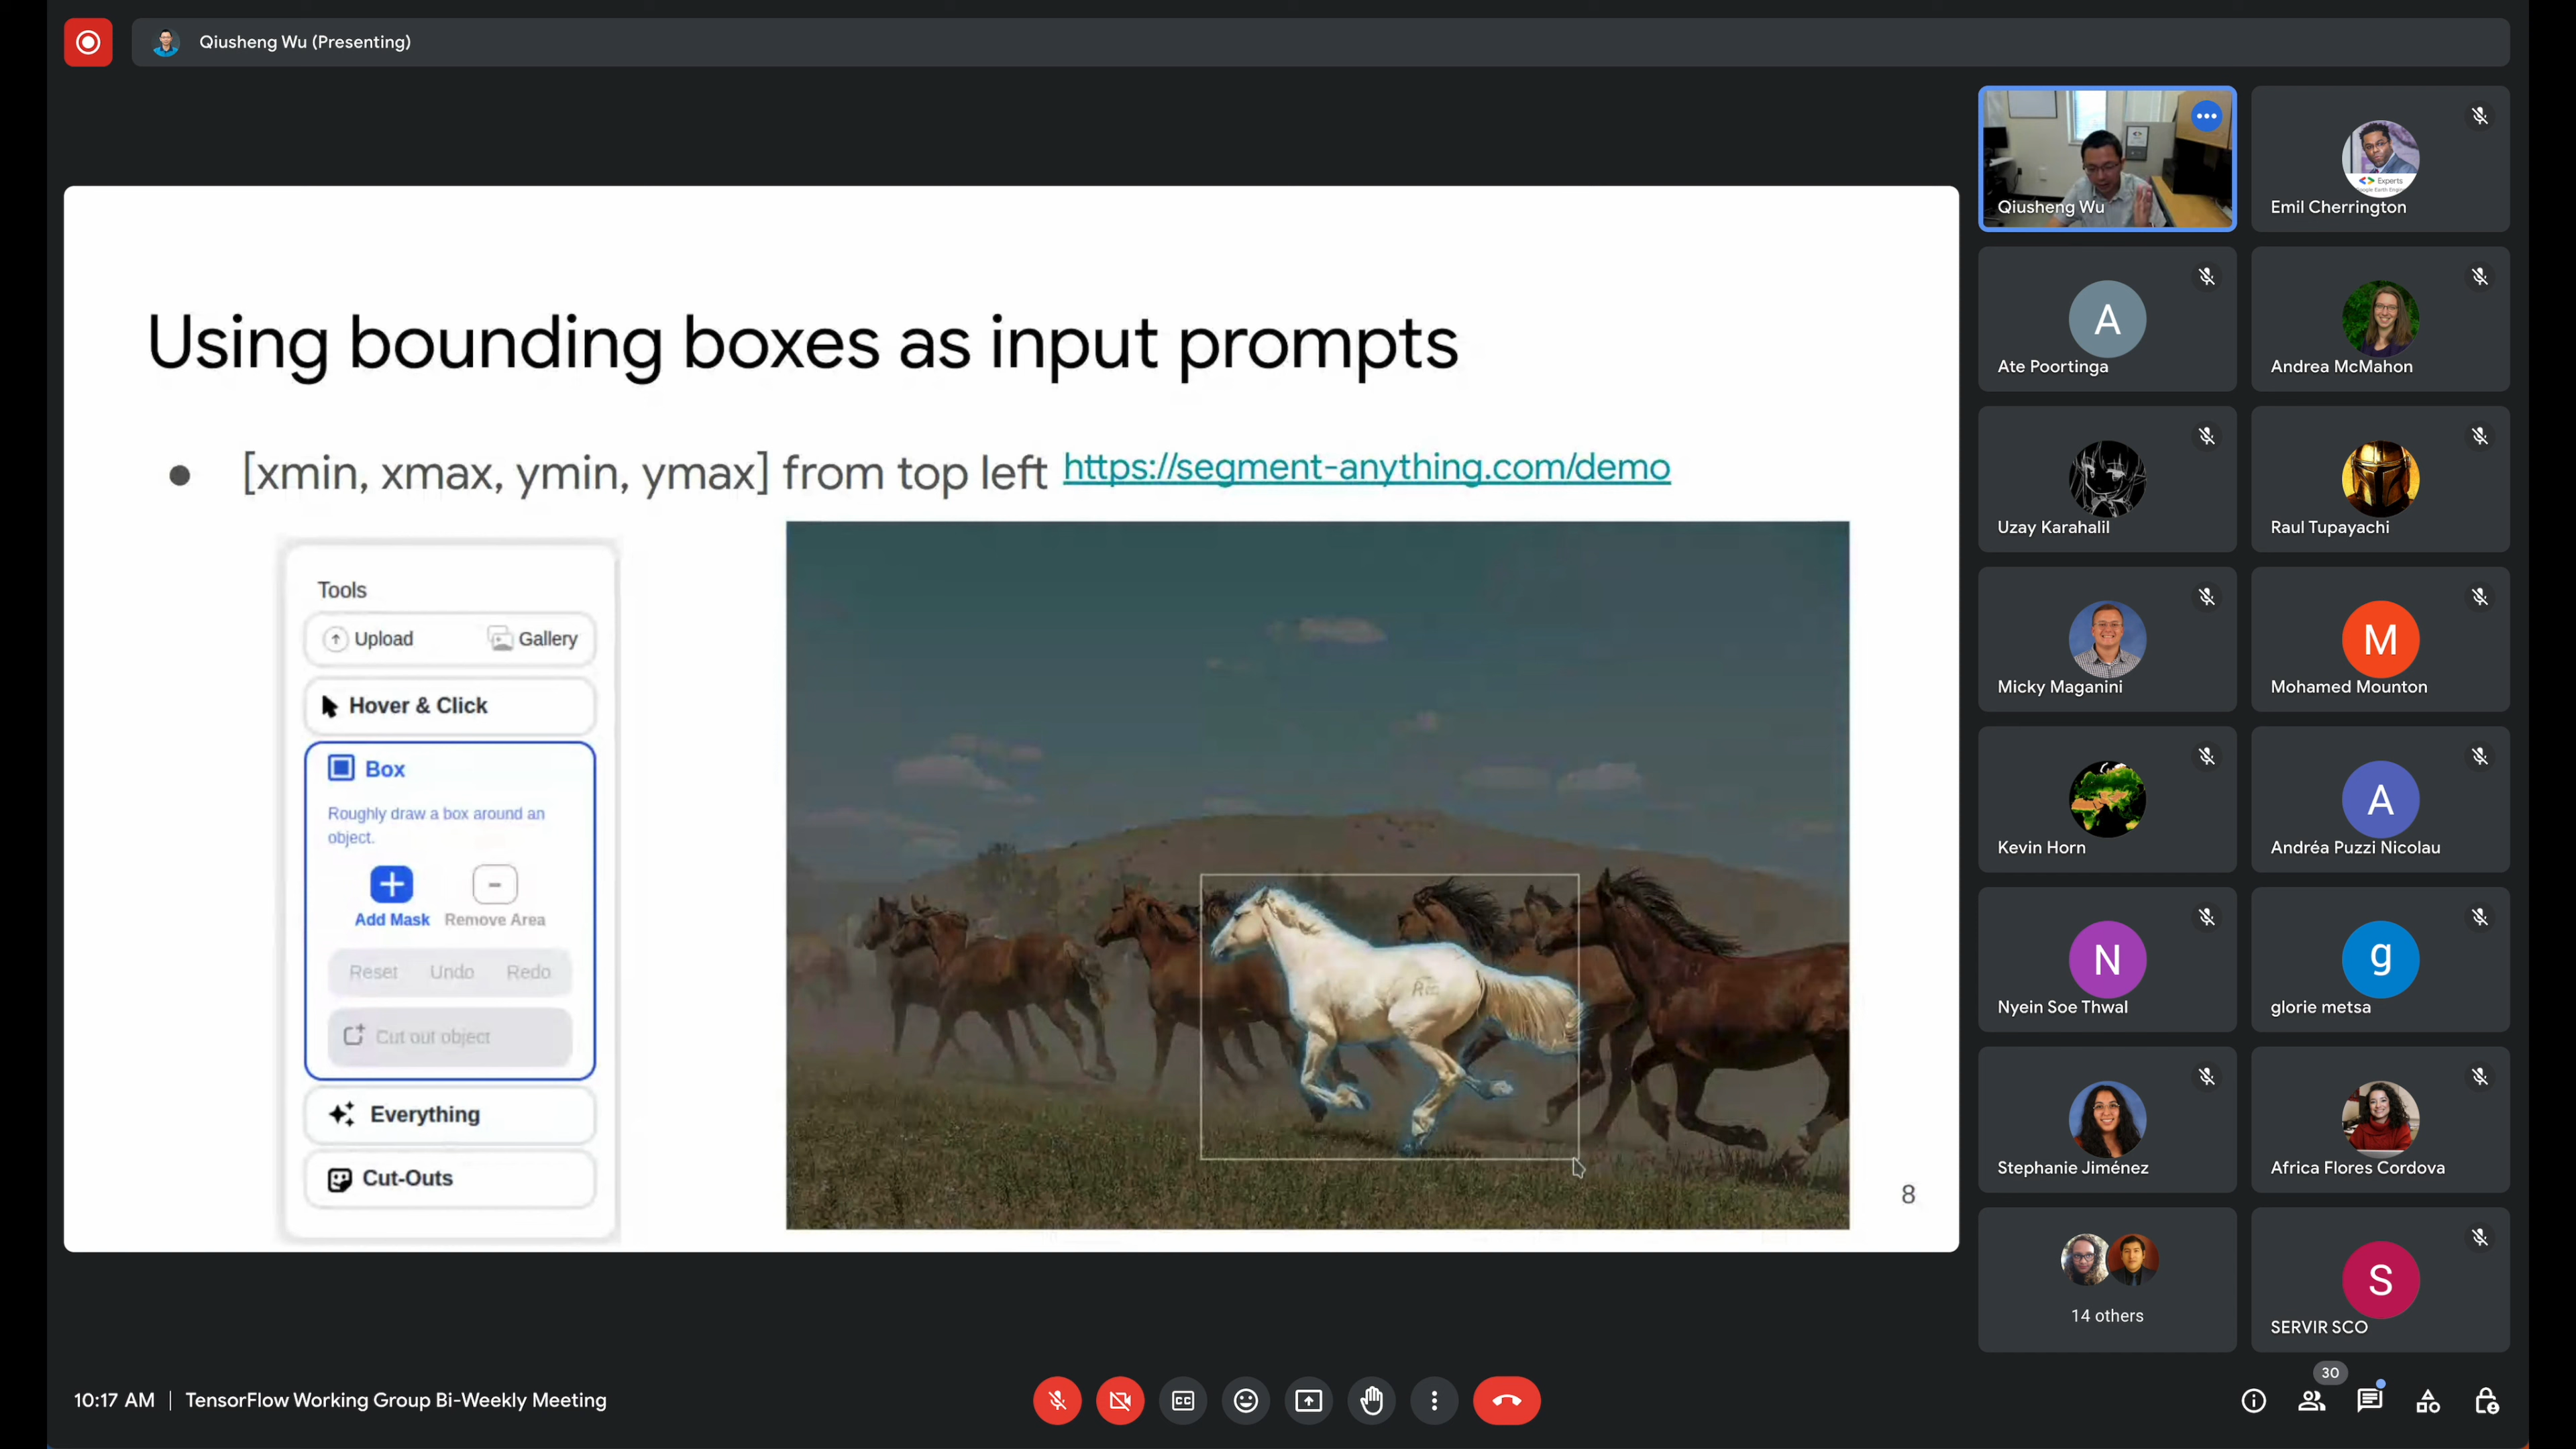 Qiusheng Wu (Presenting)
Using bounding boxes as input prompts
● [xmin, xmax, ymin, ymax] from top left https://segment-anything.com/demo
Tools
Upload
Gallery
Hover & Click
Box
Roughly draw a box around an
object.
Add Mask
Remove Area
Reset
Undo
Redo
Cut out object
Everything
Cut-Outs
8
Qiusheng Wu
Experts
Emil Cherrington
A
Ate Poortinga
Andrea McMahon
Uzay Karahalil
Raul Tupayachi
Micky Maganini
M
Mohamed Mounton
Kevin Horn
A
Andréa Puzzi Nicolau
N
Nyein Soe Thwal
g
glorie metsa
Stephanie Jiménez
Africa Flores Cordova
14 others
S
SERVIR SCO
10:17 AM | TensorFlow Working Group Bi-Weekly Meeting
30